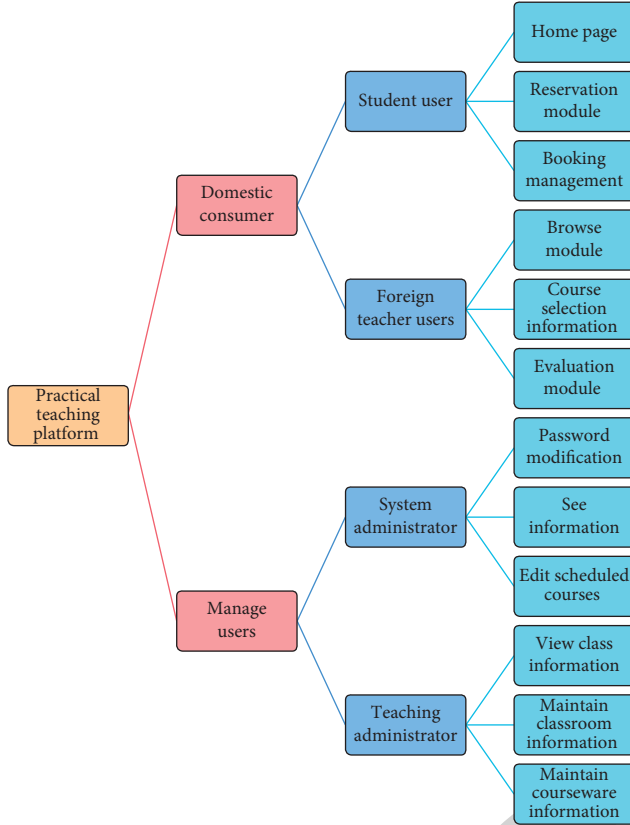 Home page
Student user
Reservation
module
Booking
management
Domestic
consumer
Browse
module
Foreign
teacher users
Course
selection
information
Evaluation
module
Practical
teaching
platform
Password
modification
System
administrator
See
information
Edit scheduled
courses
Manage
users
View class
information
Teaching
administrator
Maintain
classroom
information
Maintain
courseware
information